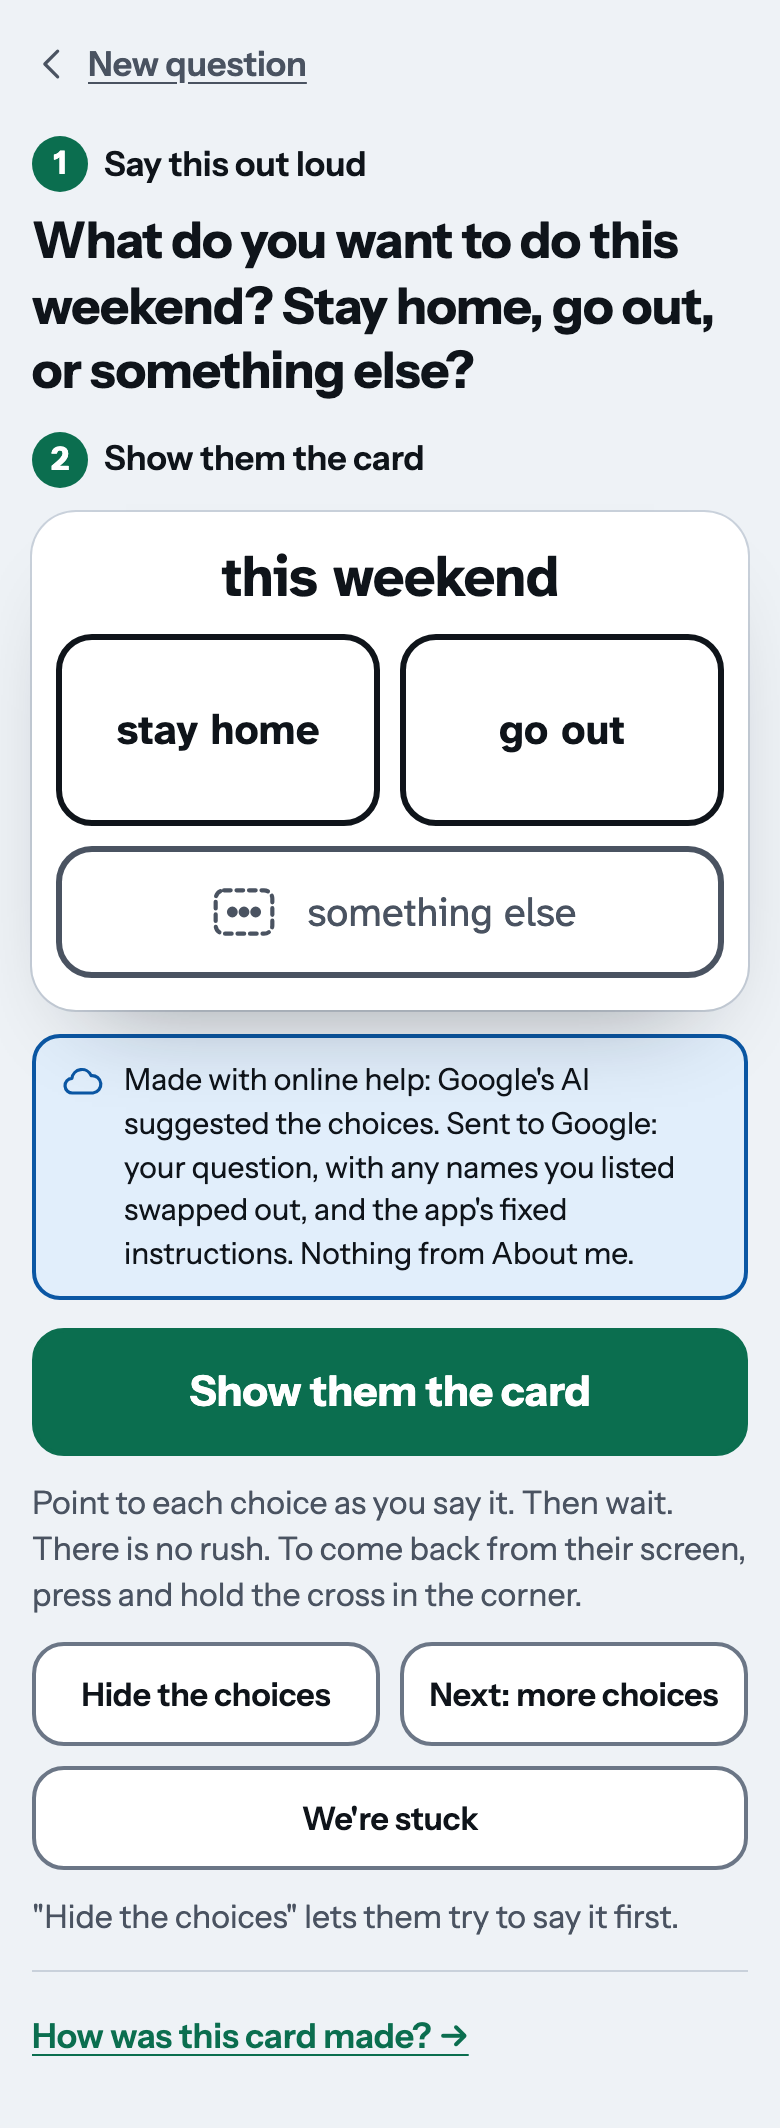 New question
1 Say this out loud
What do you want to do this
weekend? Stay home, go out,
or something else?
2 Show them the card
this weekend
stay home
go out
something else
Made with online help: Google's AI
suggested the choices. Sent to Google:
your question, with any names you listed
swapped out, and the app's fixed
instructions. Nothing from About me.
Show them the card
Point to each choice as you say it. Then wait.
There is no rush. To come back from their screen,
press and hold the cross in the corner.
Hide the choices
Next: more choices
We're stuck
"Hide the choices" lets them try to say it first.
How was this card made? →